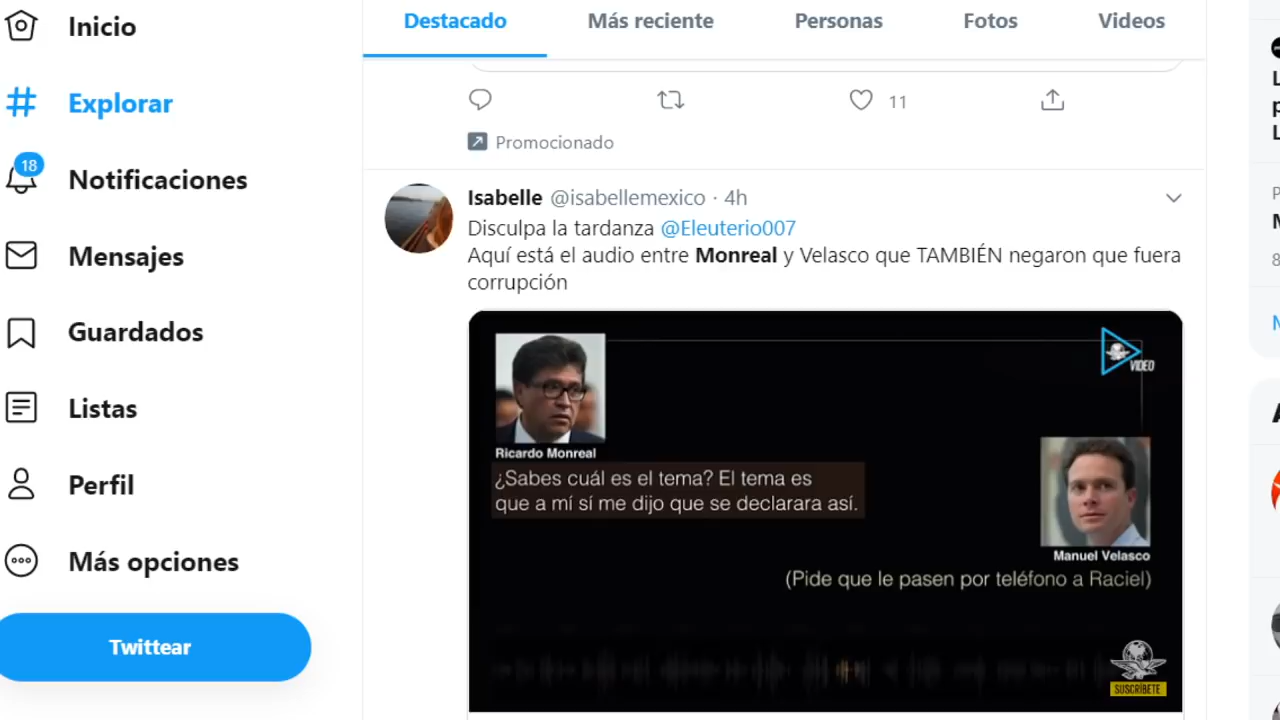 Inicio
Explorar
18
Notificaciones
Mensajes
Guardados
Listas
Perfil
Más opciones
Twittear
Destacado
Más reciente
Personas
Fotos
Videos
11
Promocionado
Isabelle @isabellemexico · 4h
Disculpa la tardanza @Eleuterio007
Aquí está el audio entre Monreal y Velasco que TAMBIÉN negaron que fuera
corrupción
VIDEO
Ricardo Monreal
¿Sabes cuál es el tema? El tema es
que a mí sí me dijo que se declarara así.
Manuel Velasco
(Pide que le pasen por teléfono a Raciel)
SUSCRÍBETE